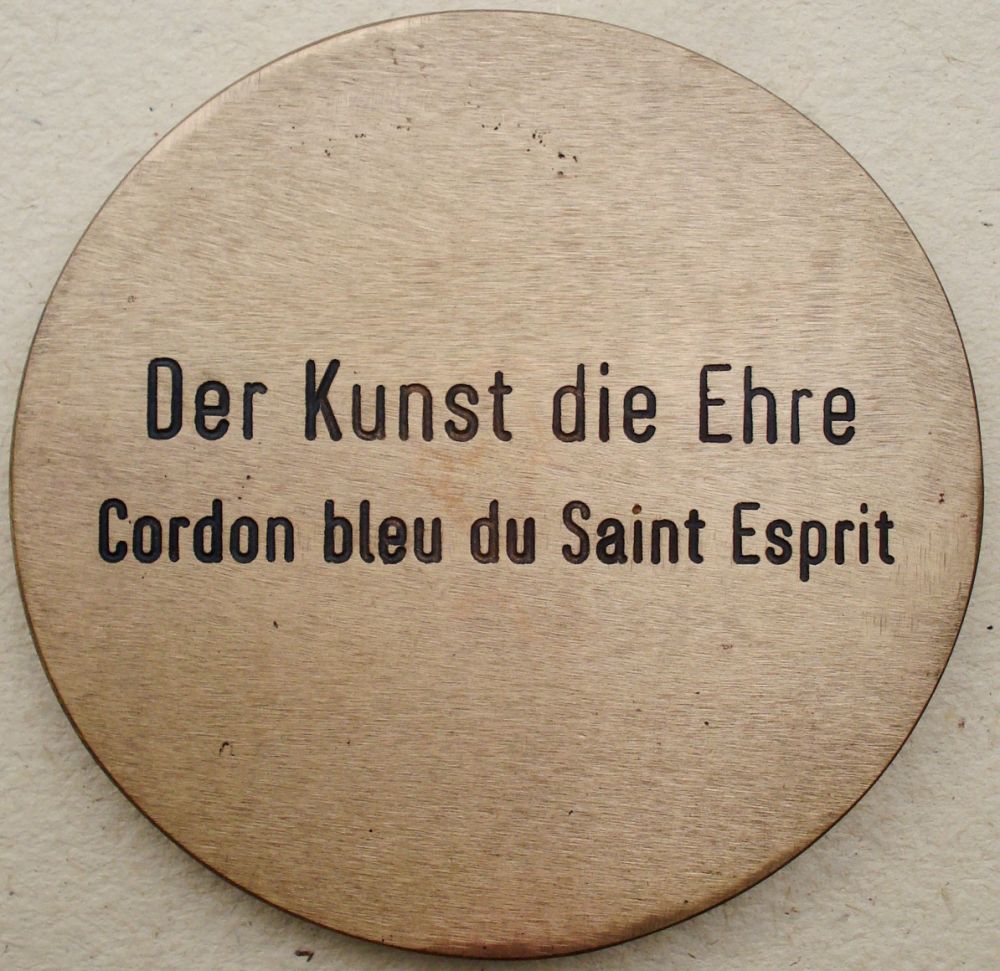 Der Kunst die Ehre
Cordon bleu du Saint Esprit